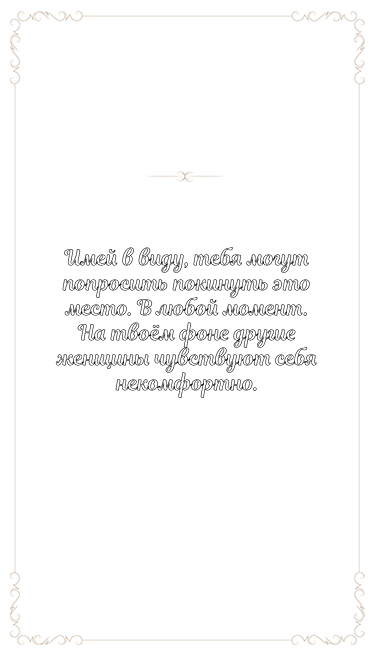 Имей в виду, тебя могут
попросить покинуть это
место. В любой момент.
На твоём фоне другие
женщины чувствуют себя
некомфортно.